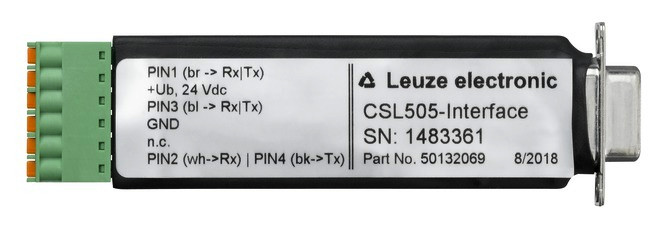 PIN1 (br -> Rx|Tx)
+Ub, 24 Vdc
PIN3 (bl -> Rx|Tx)
GND
n.c.
PIN2 (wh->Rx) | PIN4 (bk->Tx)
Leuze electronic
CSL505-Interface
SN: 1483361
Part No. 50132069 8/2018